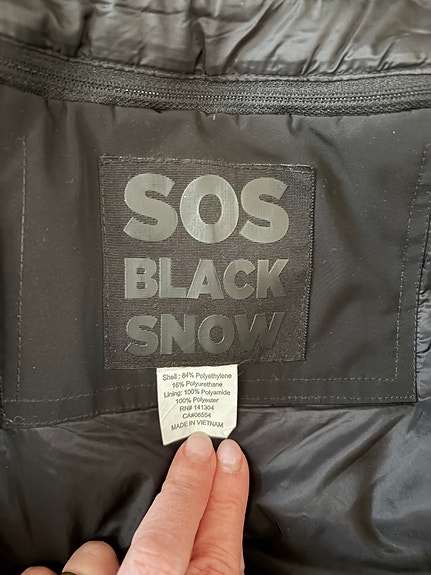 SOS
BLACK
SNOW
Shell : 84% Polyethylene
16% Polyurethane
Lining: 100% Polyamide
100% Polyester
RN# 141304
CA#06554
MADE IN VIETNAM